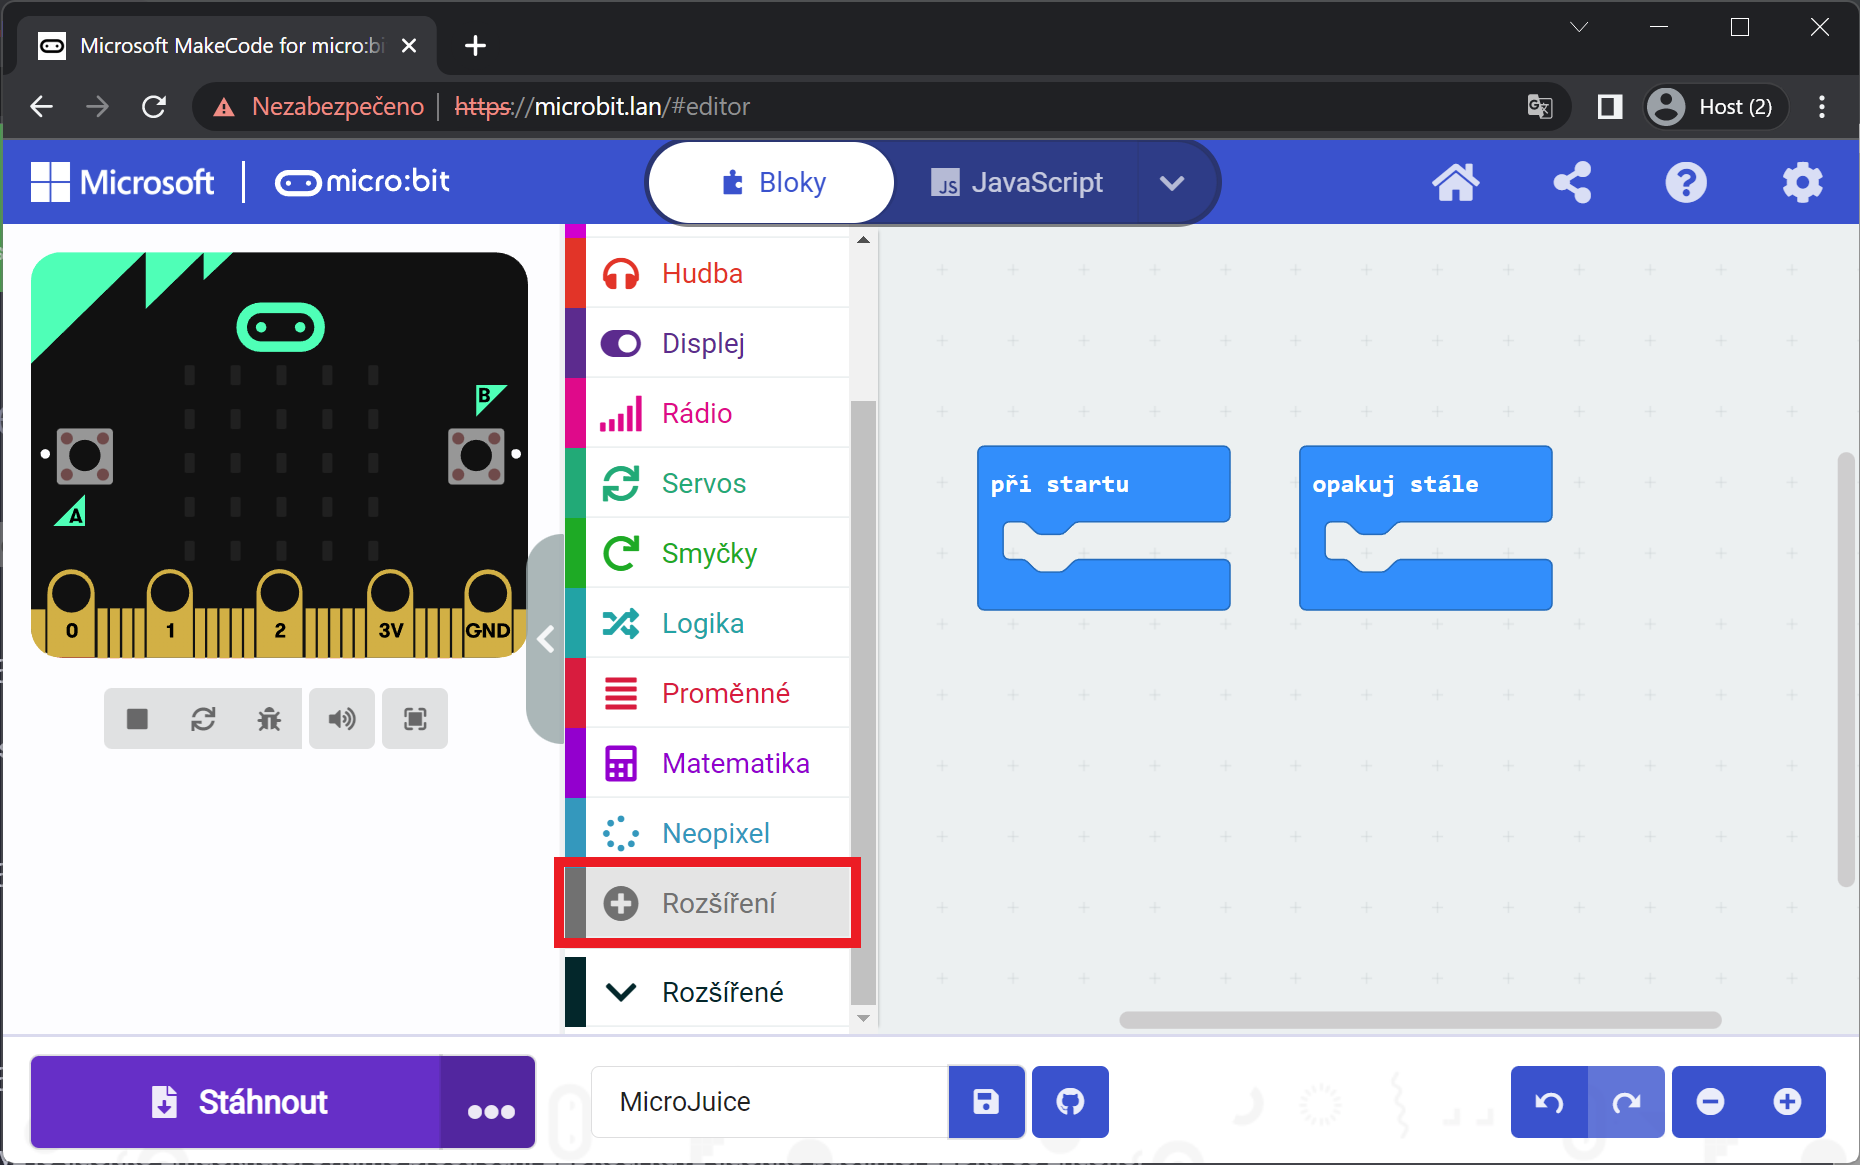 Microsoft MakeCode for micro:bi
Nezabezpečeno
https://microbit.lan/#editor
Host (2)
Microsoft
micro:bit
Bloky
JS JavaScript
Hudba
Displej
Rádio
Servos
Smyčky
Logika
Proměnné
Matematika
Neopixel
Rozšíření
Rozšířené
B
A
0 1 2 3V GND
při startu
opakuj stále
Stáhnout
MicroJuice